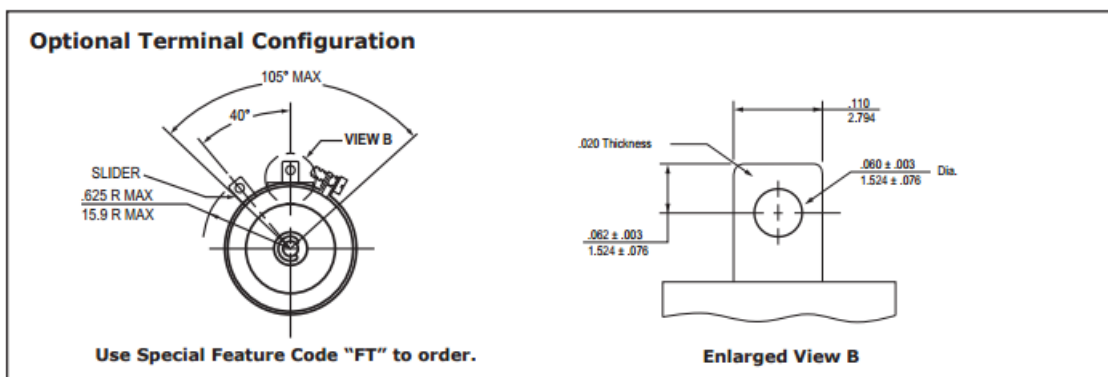 Optional Terminal Configuration
105° MAX
40°
VIEW B
SLIDER
.625 R MAX
15.9 R MAX
Use Special Feature Code “FT” to order.
.110
2.794
.020 Thickness
.060 ± .003
1.524 ± .076
Dia.
.062 ± .003
1.524 ± .076
Enlarged View B